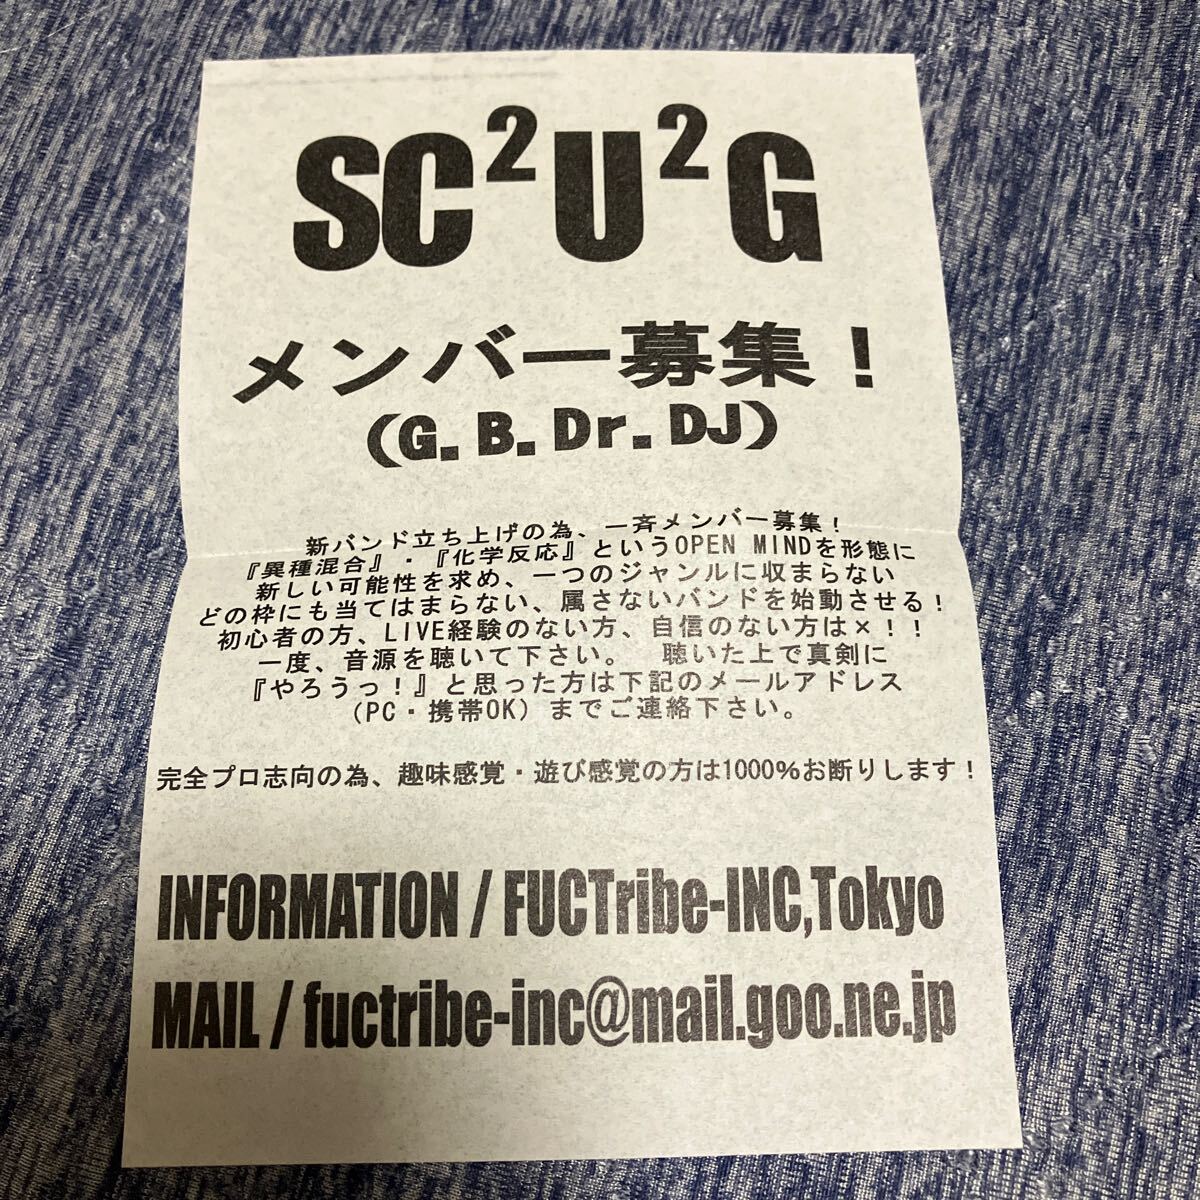 SC²U²G
メンバー募集！
（G.B.Dr.DJ）
新バンド立ち上げの為、一斉メンバー募集！
『異種混合』・『化学反応』というOPEN MINDを形態に
新しい可能性を求め、一つのジャンルに収まらない
どの枠にも当てはまらない、属さないバンドを始動させる！
初心者の方、LIVE経験のない方、自信のない方は×！！
一度、音源を聴いて下さい。　聴いた上で真剣に
『やろうっ！』と思った方は下記のメールアドレス
（PC・携帯OK）までご連絡下さい。
完全プロ志向の為、趣味感覚・遊び感覚の方は1000％お断りします！
INFORMATION / FUCTribe-INC,Tokyo
MAIL / fuctribe-inc@mail.goo.ne.jp